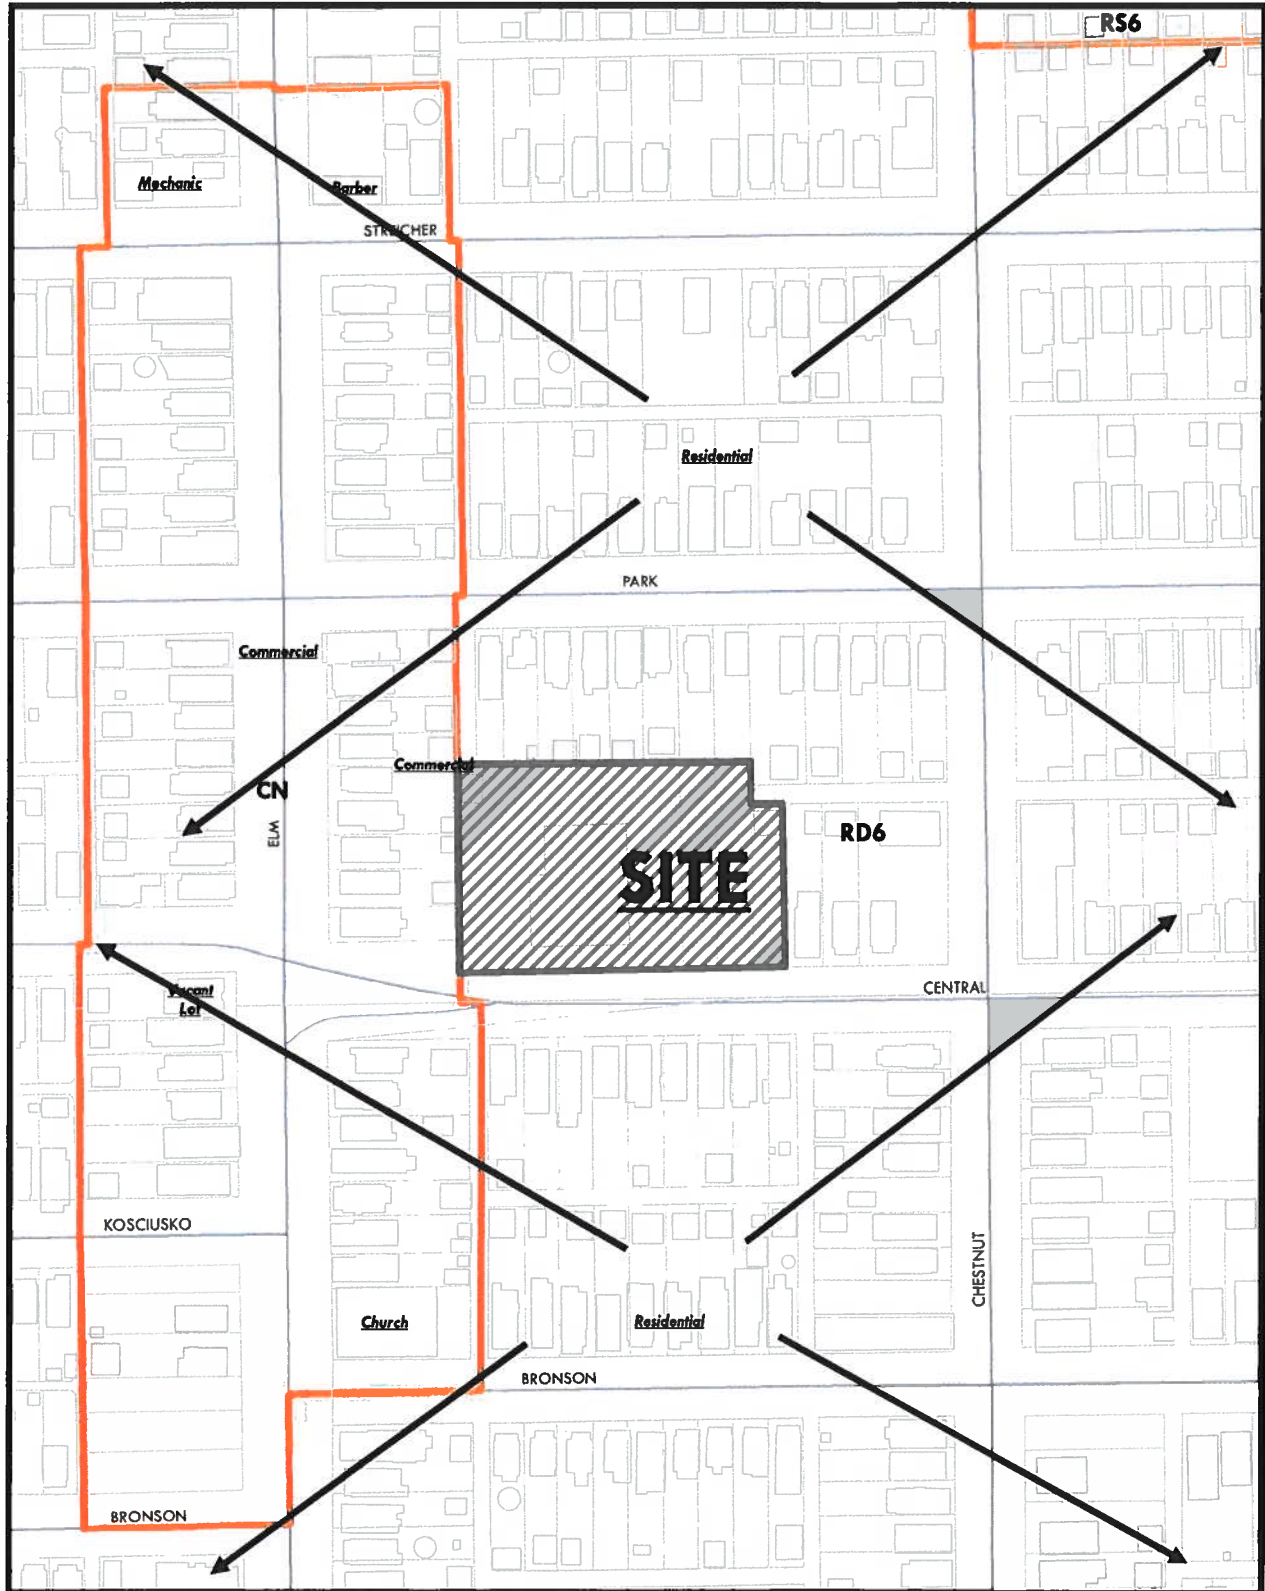 RS6
Mechanic
Barber
STREICHER
Residential
PARK
Commercial
Commercial
CN
ELM
RD6
SITE
CENTRAL
Vacant
Lot
KOSCIUSKO
CHESTNUT
Church
Residential
BRONSON
BRONSON